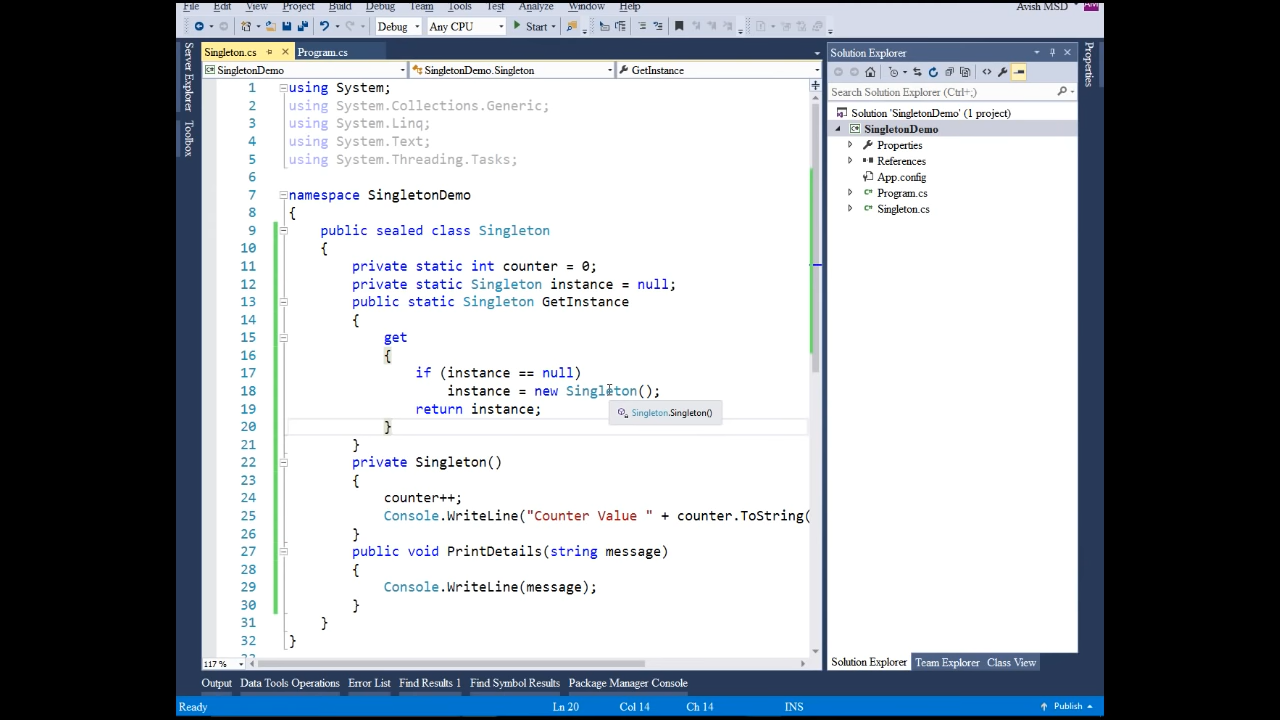 File Edit View Project Build Debug Team Tools Test Analyze Window Help Avish MSD AM
Debug Any CPU Start
Singleton.cs Program.cs
SingletonDemo SingletonDemo.Singleton GetInstance
1 using System;
2 using System.Collections.Generic;
3 using System.Linq;
4 using System.Text;
5 using System.Threading.Tasks;
6
7 namespace SingletonDemo
8 {
9 public sealed class Singleton
10 {
11 private static int counter = 0;
12 private static Singleton instance = null;
13 public static Singleton GetInstance
14 {
15 get
16 {
17 if (instance == null)
18 instance = new Singleton();
19 return instance;
Singleton.Singleton()
20 }
21 }
22 private Singleton()
23 {
24 counter++;
25 Console.WriteLine("Counter Value " + counter.ToString(
26 }
27 public void PrintDetails(string message)
28 {
29 Console.WriteLine(message);
30 }
31 }
32 }
117 %
Server Explorer
Toolbox
Solution Explorer
Search Solution Explorer (Ctrl+;)
Solution 'SingletonDemo' (1 project)
SingletonDemo
Properties
References
App.config
C# Program.cs
C# Singleton.cs
Properties
Solution Explorer Team Explorer Class View
Output Data Tools Operations Error List Find Results 1 Find Symbol Results Package Manager Console
Ready Ln 20 Col 14 Ch 14 INS Publish